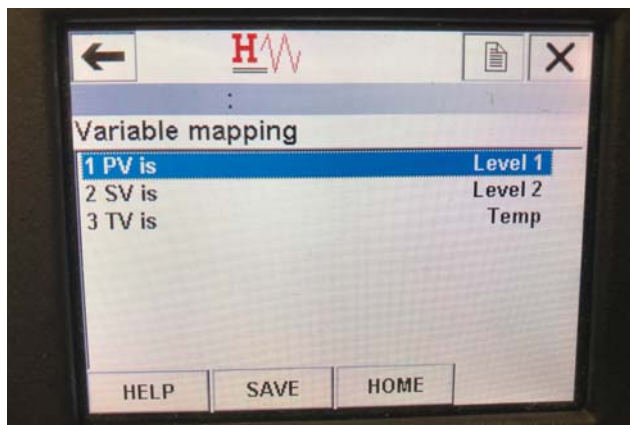 H
:
Variable mapping
1 PV is Level 1
2 SV is Level 2
3 TV is Temp
HELP SAVE HOME